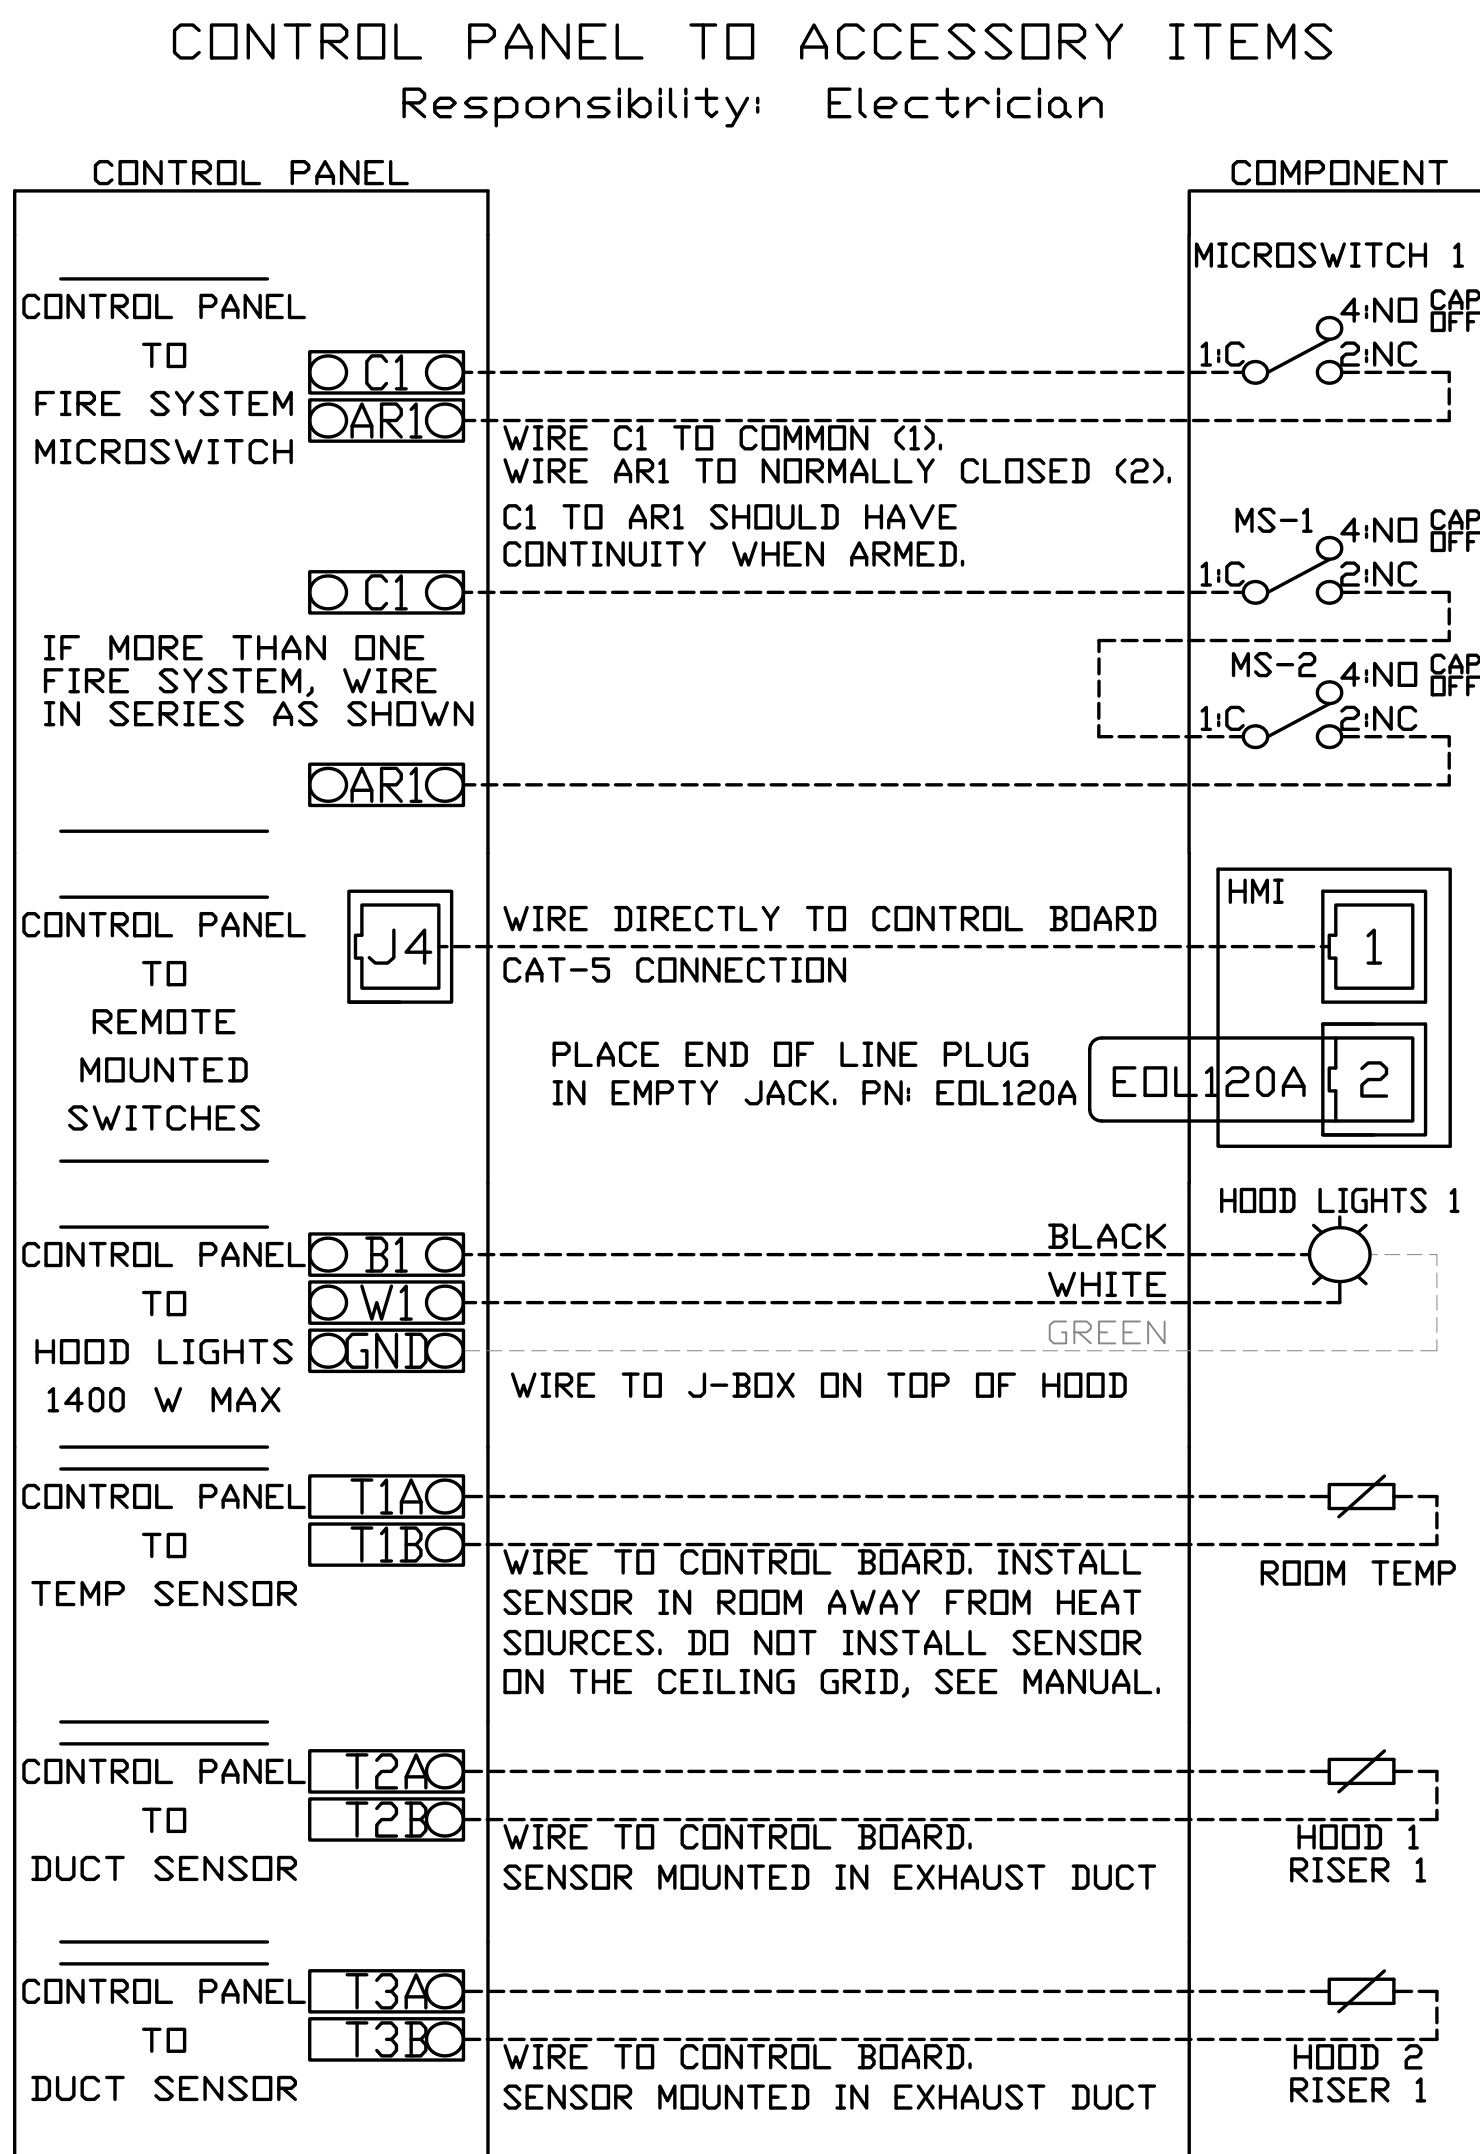 CONTROL PANEL TO ACCESSORY ITEMS
Responsibility: Electrician
CONTROL PANEL
COMPONENT
MICROSWITCH 1
CONTROL PANEL
TO
FIRE SYSTEM
MICROSWITCH
C1
AR1
1:C
4:NO
CAP
OFF
2:NC
WIRE C1 TO COMMON (1).
WIRE AR1 TO NORMALLY CLOSED (2).
C1 TO AR1 SHOULD HAVE
CONTINUITY WHEN ARMED.
C1
MS-1
1:C
4:NO
CAP
OFF
2:NC
IF MORE THAN ONE
FIRE SYSTEM, WIRE
IN SERIES AS SHOWN
MS-2
1:C
4:NO
CAP
OFF
2:NC
AR1
CONTROL PANEL
TO
REMOTE
MOUNTED
SWITCHES
J4
WIRE DIRECTLY TO CONTROL BOARD
CAT-5 CONNECTION
HMI
1
PLACE END OF LINE PLUG
IN EMPTY JACK. PN: EOL120A
EOL120A
2
HOOD LIGHTS 1
CONTROL PANEL
TO
HOOD LIGHTS
1400 W MAX
B1
W1
GND
BLACK
WHITE
GREEN
WIRE TO J-BOX ON TOP OF HOOD
CONTROL PANEL
TO
TEMP SENSOR
T1A
T1B
WIRE TO CONTROL BOARD. INSTALL
SENSOR IN ROOM AWAY FROM HEAT
SOURCES. DO NOT INSTALL SENSOR
ON THE CEILING GRID, SEE MANUAL.
ROOM TEMP
CONTROL PANEL
TO
DUCT SENSOR
T2A
T2B
WIRE TO CONTROL BOARD.
SENSOR MOUNTED IN EXHAUST DUCT
HOOD 1
RISER 1
CONTROL PANEL
TO
DUCT SENSOR
T3A
T3B
WIRE TO CONTROL BOARD.
SENSOR MOUNTED IN EXHAUST DUCT
HOOD 2
RISER 1